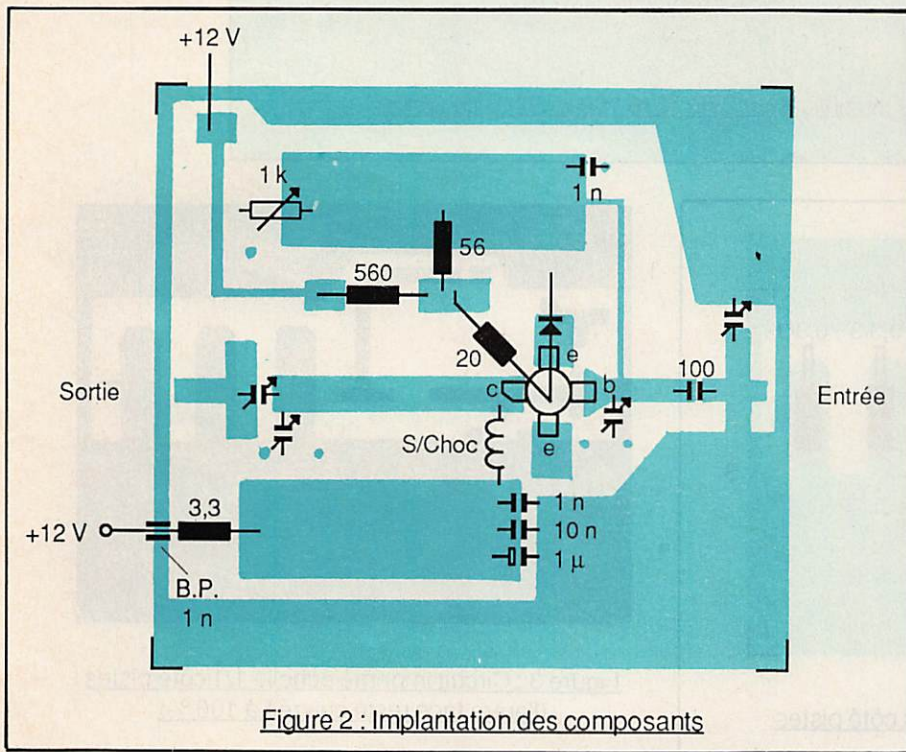 +12 V
1 k
1 n
56
560
20
e
100
Sortie
c
b
Entrée
S/Choc
e
3,3
1 n
+12 V
10 n
1 µ
B.P.
1 n
Figure 2 : Implantation des composants